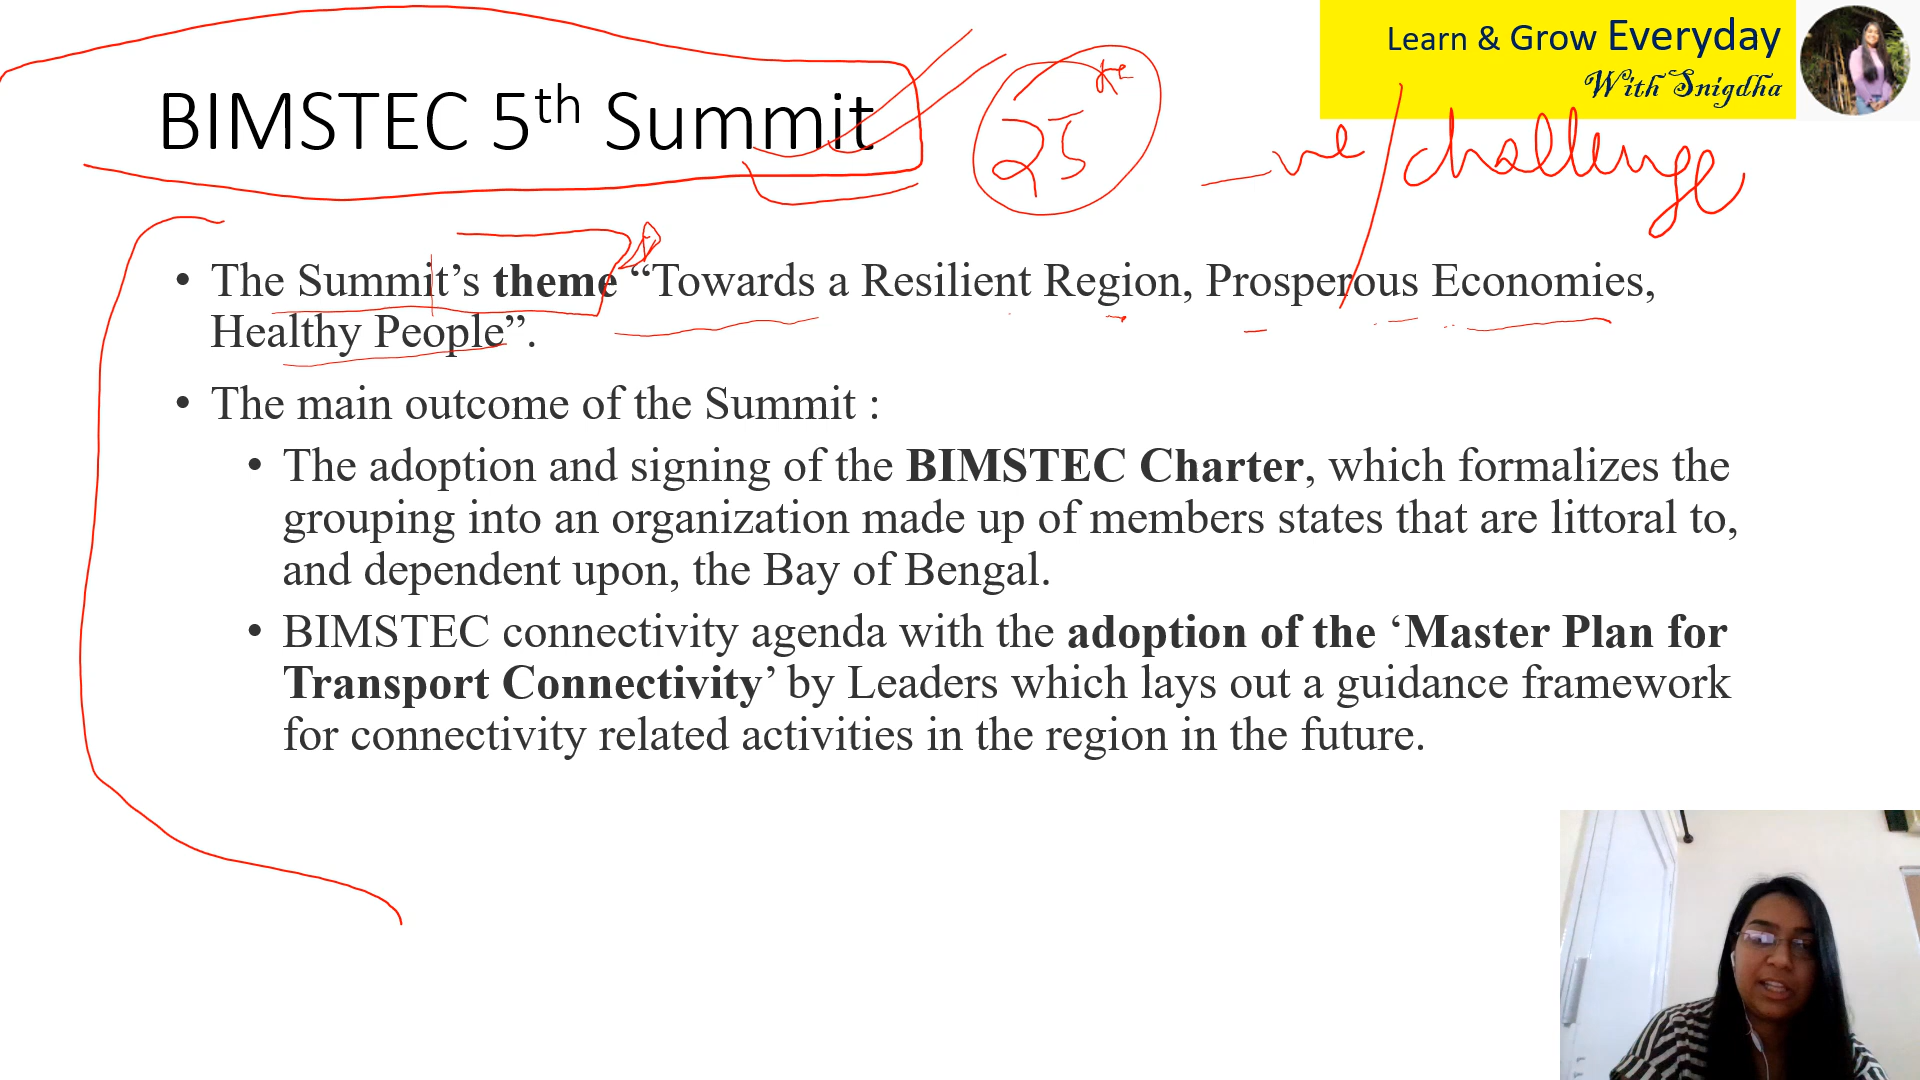 Learn & Grow Everyday
With Snigdha
BIMSTEC 5th Summit
25
-ve/challenge
• The Summit’s theme “Towards a Resilient Region, Prosperous Economies,
Healthy People”.
• The main outcome of the Summit :
• The adoption and signing of the BIMSTEC Charter, which formalizes the
grouping into an organization made up of members states that are littoral to,
and dependent upon, the Bay of Bengal.
• BIMSTEC connectivity agenda with the adoption of the ‘Master Plan for
Transport Connectivity’ by Leaders which lays out a guidance framework
for connectivity related activities in the region in the future.